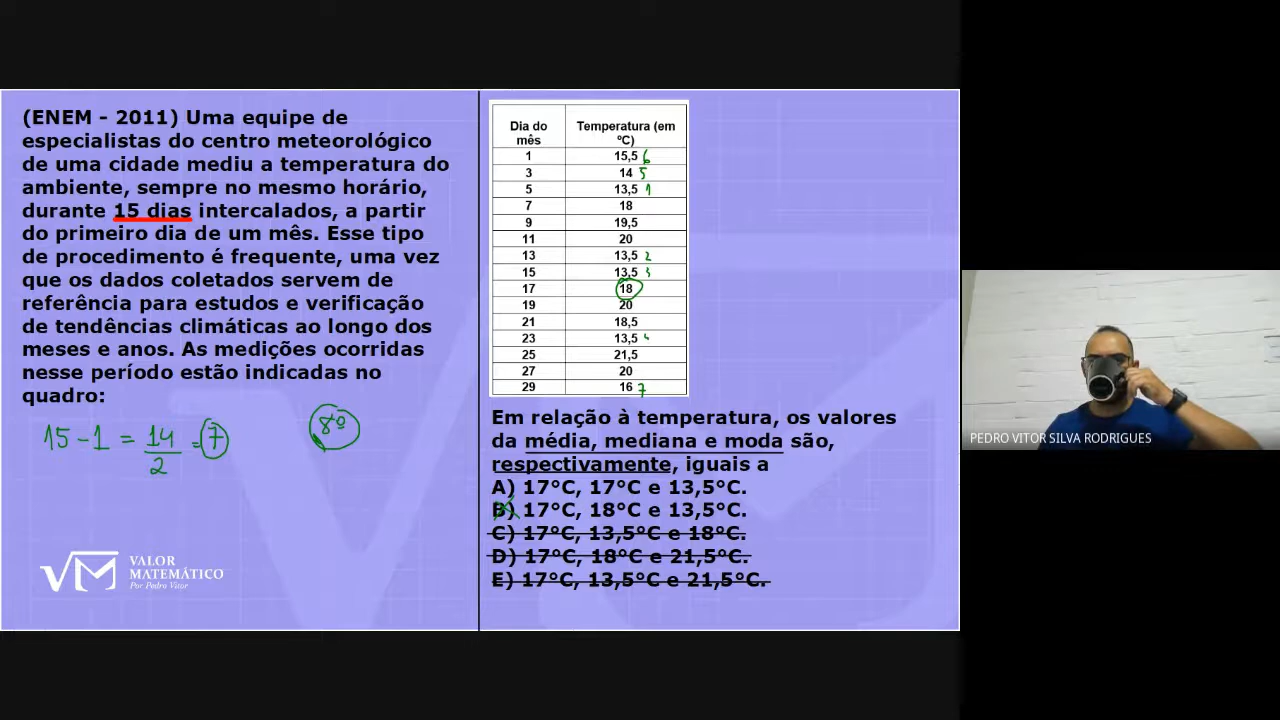 (ENEM - 2011) Uma equipe de
especialistas do centro meteorológico
de uma cidade mediu a temperatura do
ambiente, sempre no mesmo horário,
durante 15 dias intercalados, a partir
do primeiro dia de um mês. Esse tipo
de procedimento é frequente, uma vez
que os dados coletados servem de
referência para estudos e verificação
de tendências climáticas ao longo dos
meses e anos. As medições ocorridas
nesse período estão indicadas no
quadro:
15 - 1 = 14/2 = 7
8º
VALOR
MATEMÁTICO
Por Pedro Vitor
Dia do mês Temperatura (em ºC)
1 15,5 6
3 14 5
5 13,5 1
7 18
9 19,5
11 20
13 13,5 2
15 13,5 3
17 18
19 20
21 18,5
23 13,5 4
25 21,5
27 20
29 16 7
Em relação à temperatura, os valores
da média, mediana e moda são,
respectivamente, iguais a
A) 17°C, 17°C e 13,5°C.
B) 17°C, 18°C e 13,5°C.
C) 17°C, 13,5°C e 18°C.
D) 17°C, 18°C e 21,5°C.
E) 17°C, 13,5°C e 21,5°C.
PEDRO VITOR SILVA RODRIGUES